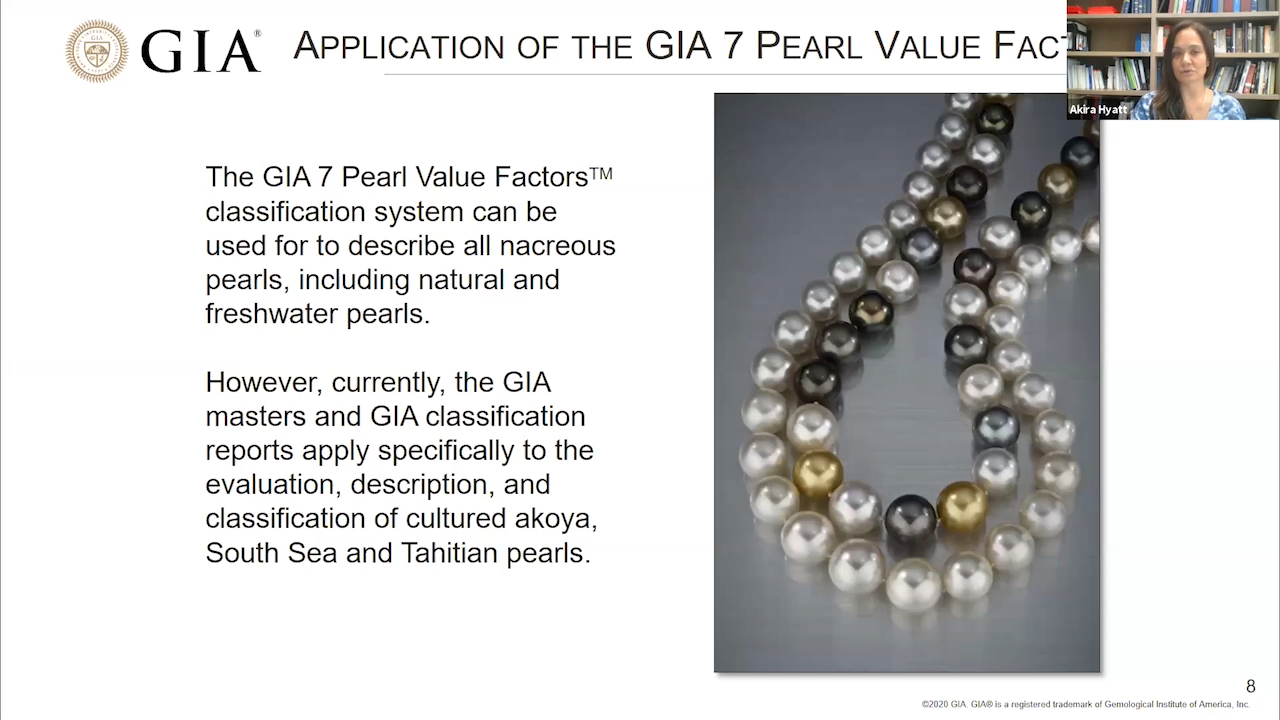 GIA®
APPLICATION OF THE GIA 7 PEARL VALUE
Akira Hyatt
The GIA 7 Pearl Value Factors™
classification system can be
used for to describe all nacreous
pearls, including natural and
freshwater pearls.
However, currently, the GIA
masters and GIA classification
reports apply specifically to the
evaluation, description, and
classification of cultured akoya,
South Sea and Tahitian pearls.
8
©2020 GIA. GIA® is a registered trademark of Gemological Institute of America, Inc.